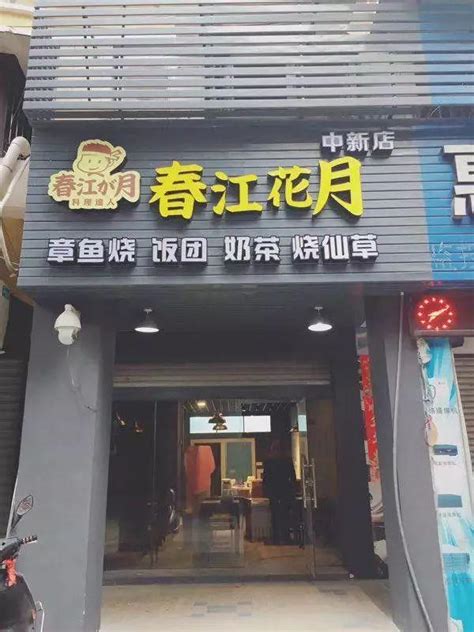 中新店
春江が月
料理達人
春江花月
章鱼烧 饭团 奶茶 烧仙草